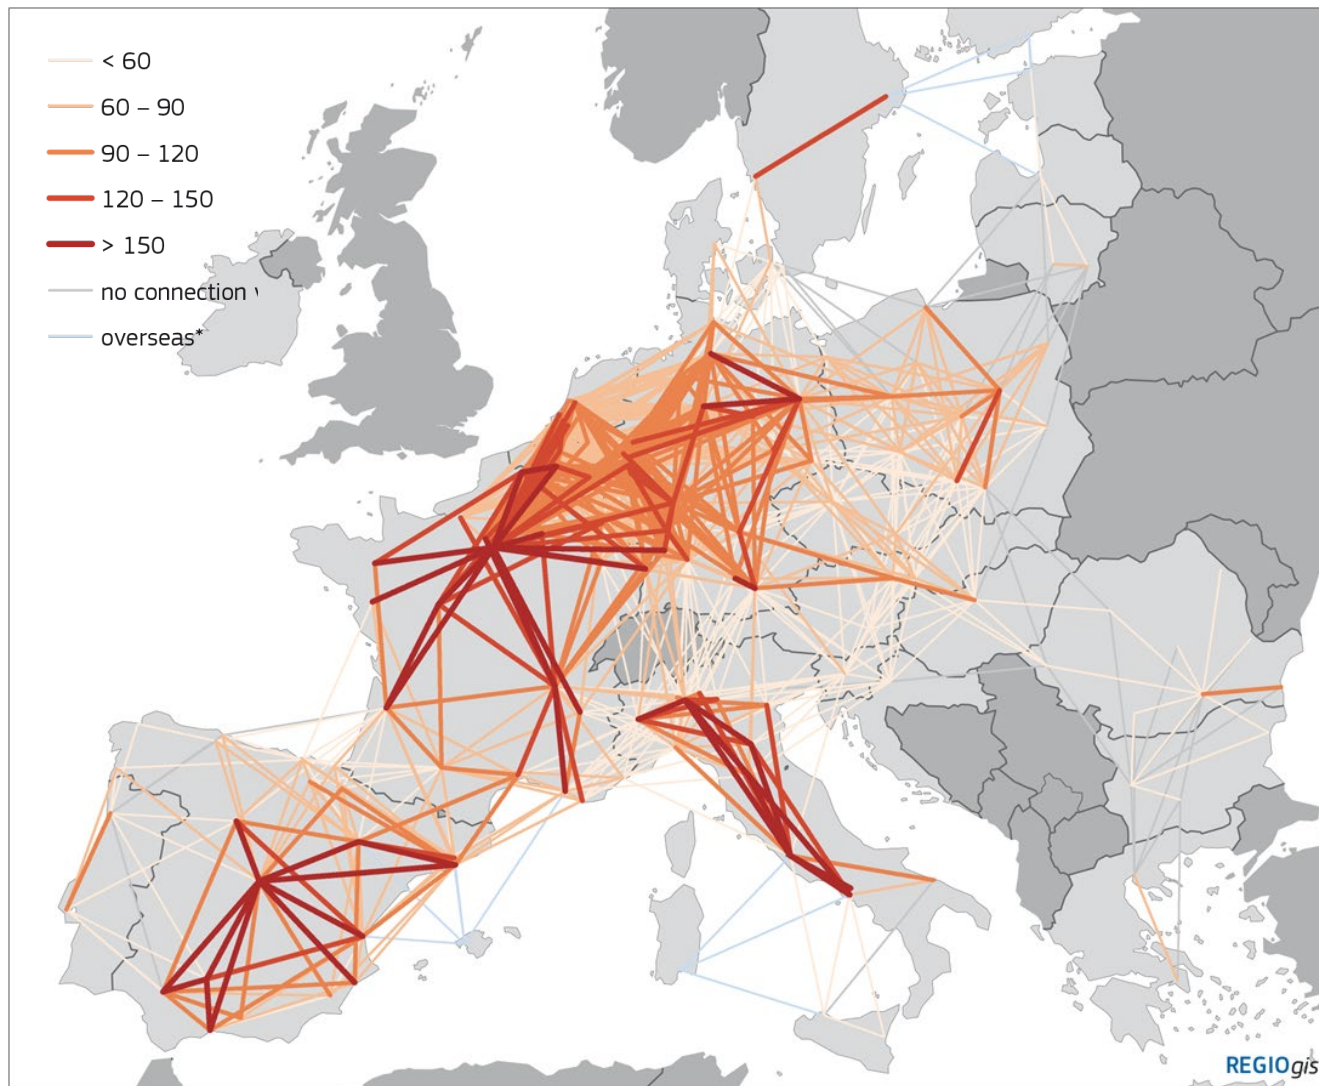 < 60
60 – 90
90 – 120
120 – 150
> 150
no connection
overseas*
REGIOgis